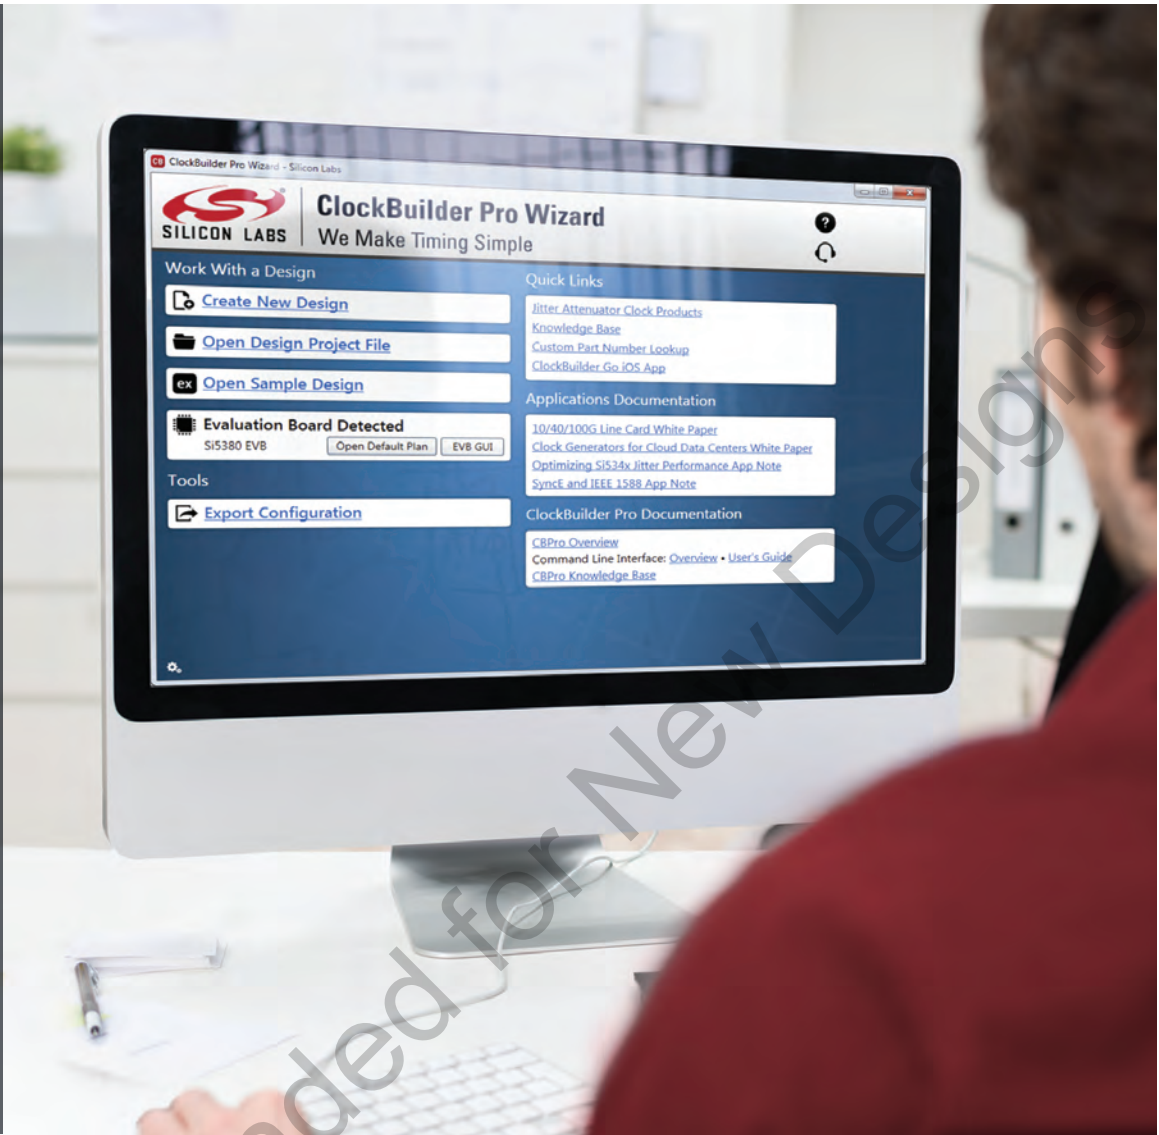 CB ClockBuilder Pro Wizard - Silicon Labs
SILICON LABS
ClockBuilder Pro Wizard
We Make Timing Simple
?
Work With a Design
Create New Design
Open Design Project File
ex Open Sample Design
Evaluation Board Detected
Si5380 EVB Open Default Plan EVB GUI
Tools
Export Configuration
Quick Links
Jitter Attenuator Clock Products
Knowledge Base
Custom Part Number Lookup
ClockBuilder Go iOS App
Applications Documentation
10/40/100G Line Card White Paper
Clock Generators for Cloud Data Centers White Paper
Optimizing Si534x Jitter Performance App Note
SyncE and IEEE 1588 App Note
ClockBuilder Pro Documentation
CBPro Overview
Command Line Interface: Overview • User's Guide
CBPro Knowledge Base
ded for New Designs